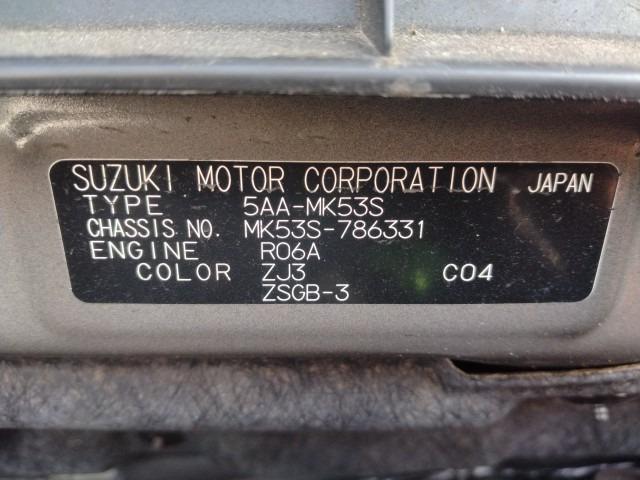 SUZUKI MOTOR CORPORATION JAPAN
TYPE 5AA-MK53S
CHASSIS NO. MK53S-786331
ENGINE R06A
COLOR ZJ3 C04
ZSGB-3